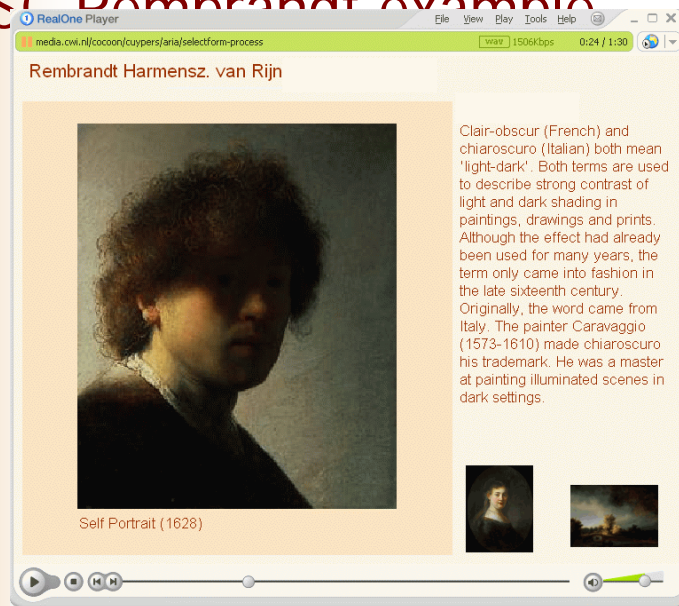 Rembrandt example
RealOne Player File View Play Tools Help
media.cwi.nl/cocoon/cuypers/aria/selectform-process wav 1506Kbps 0:24 / 1:30
Rembrandt Harmensz. van Rijn
Clair-obscur (French) and
chiaroscuro (Italian) both mean
'light-dark'. Both terms are used
to describe strong contrast of
light and dark shading in
paintings, drawings and prints.
Although the effect had already
been used for many years, the
term only came into fashion in
the late sixteenth century.
Originally, the word came from
Italy. The painter Caravaggio
(1573-1610) made chiaroscuro
his trademark. He was a master
at painting illuminated scenes in
dark settings.
Self Portrait (1628)